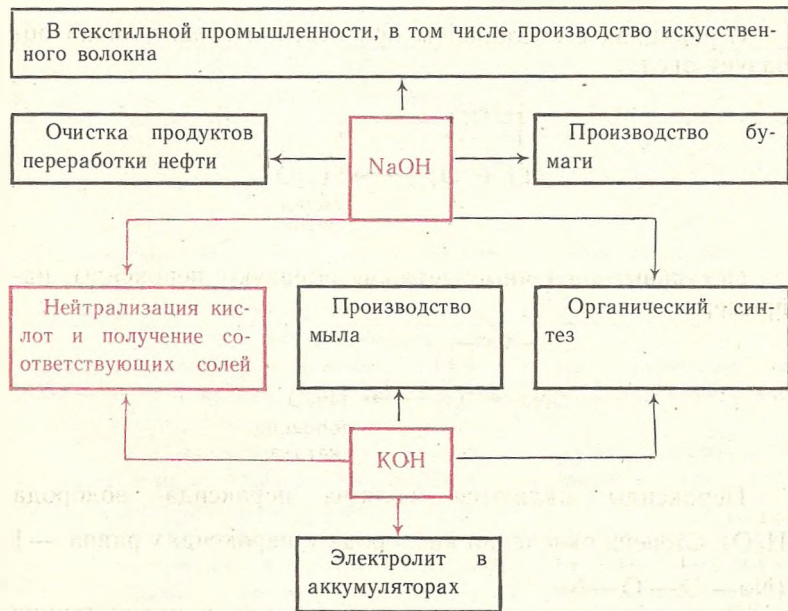 В текстильной промышленности, в том числе производство искусствен-
ного волокна
Очистка продуктов
переработки нефти
NaOH
Производство бу-
маги
Нейтрализация кис-
лот и получение со-
ответствующих солей
Производство
мыла
Органический син-
тез
KOH
Электролит в
аккумуляторах